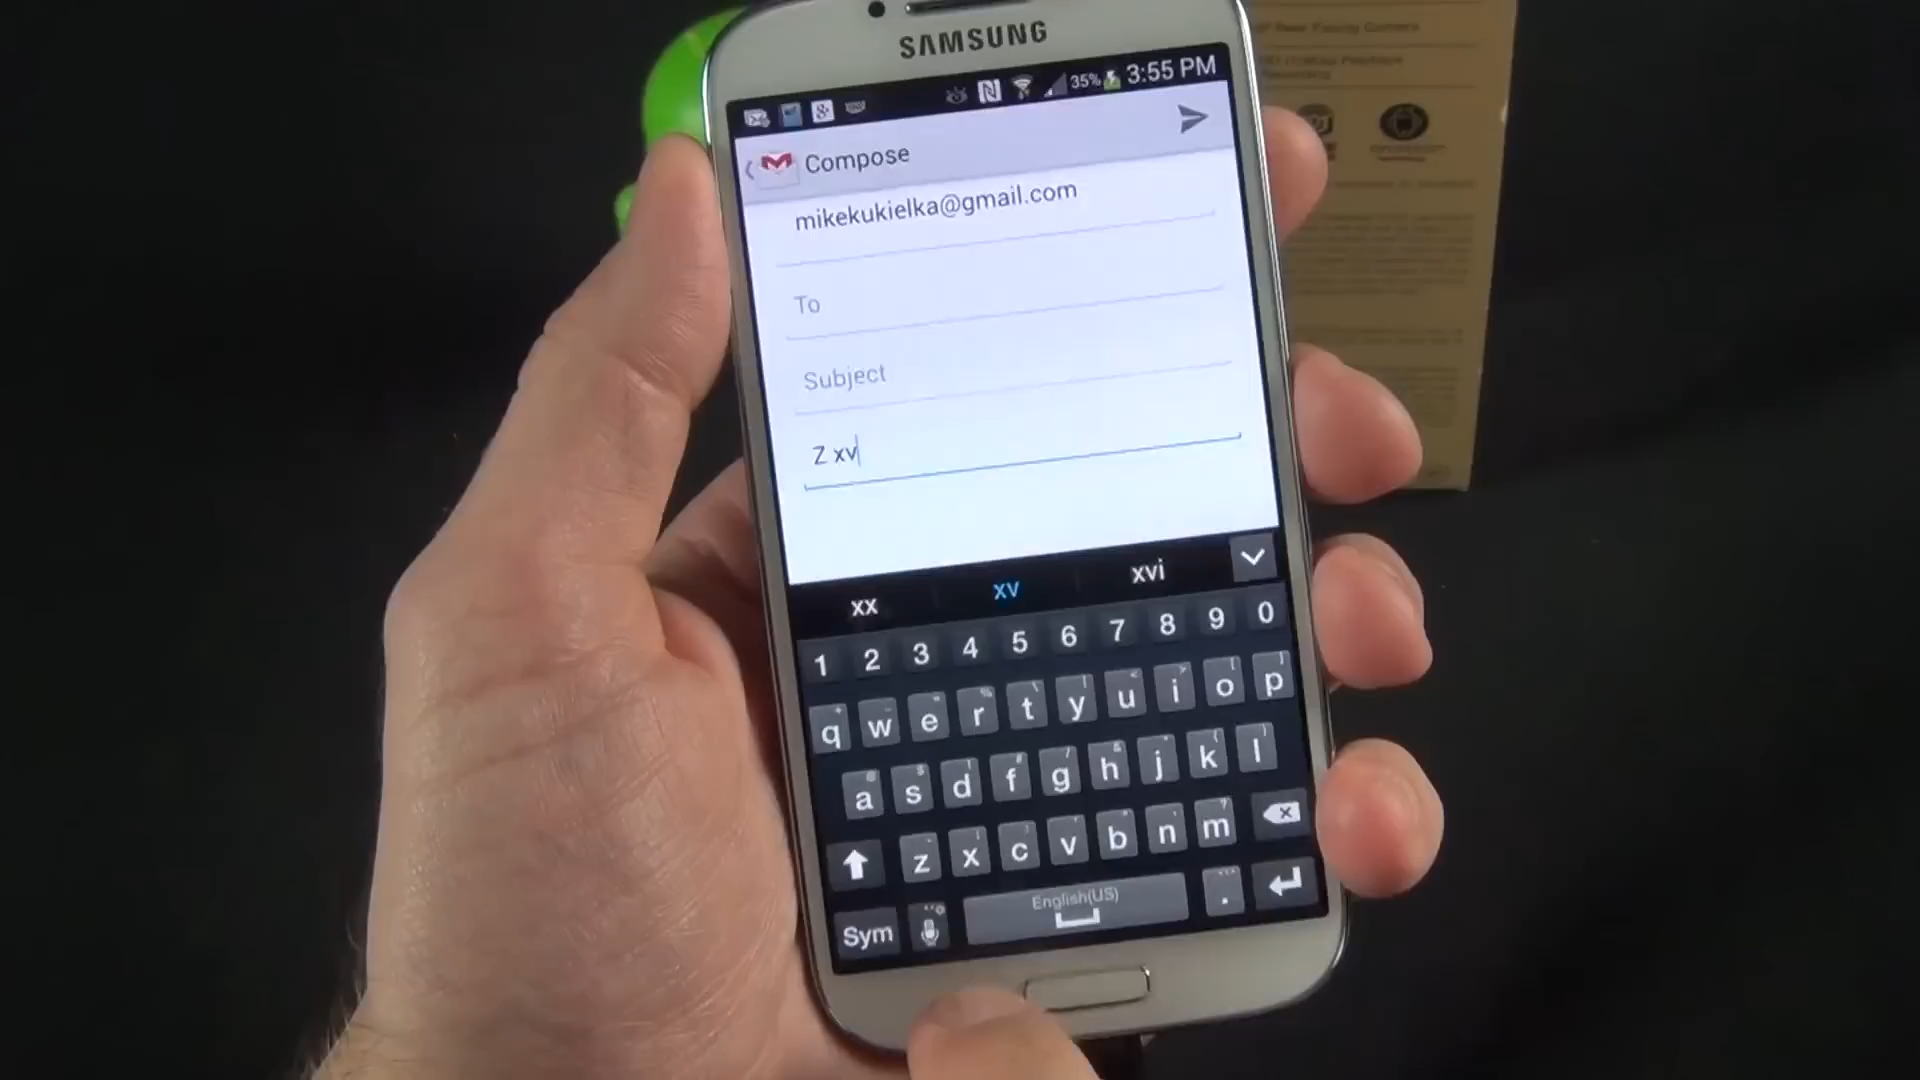 SAMSUNG
35% 3:55 PM
Compose
mikekukielka@gmail.com
To
Subject
Z xv
xx xv xvi
1 2 3 4 5 6 7 8 9 0
q w e r t y u i o p
a s d f g h j k l
z x c v b n m
Sym English(US) .